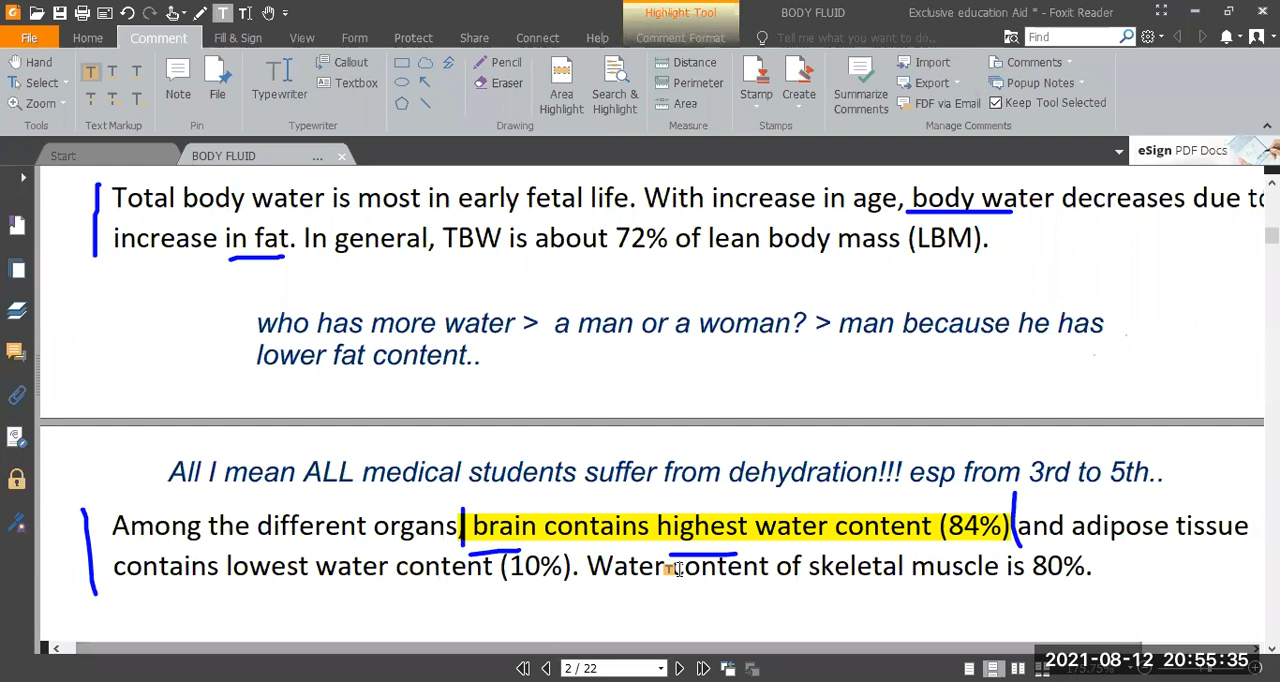 Highlight Tool BODY FLUID Exclusive education Aid * - Foxit Reader
File Home Comment Fill & Sign View Form Protect Share Connect Help Comment Format Tell me what you want to do.. Find
Hand Callout Pencil Distance Import Comments
Select Textbox Eraser Perimeter Export Popup Notes
Zoom Note File Typewriter Area Highlight Search & Highlight Area Stamp Create Summarize Comments FDF via Email Keep Tool Selected
Tools Text Markup Pin Typewriter Drawing Measure Stamps Manage Comments
Start BODY FLUID ... eSign PDF Docs
Total body water is most in early fetal life. With increase in age, body water decreases due to
increase in fat. In general, TBW is about 72% of lean body mass (LBM).
who has more water > a man or a woman? > man because he has
lower fat content..
All I mean ALL medical students suffer from dehydration!!! esp from 3rd to 5th..
Among the different organs, brain contains highest water content (84%) and adipose tissue
contains lowest water content (10%). Water content of skeletal muscle is 80%.
2 / 22
2021-08-12 20:55:35